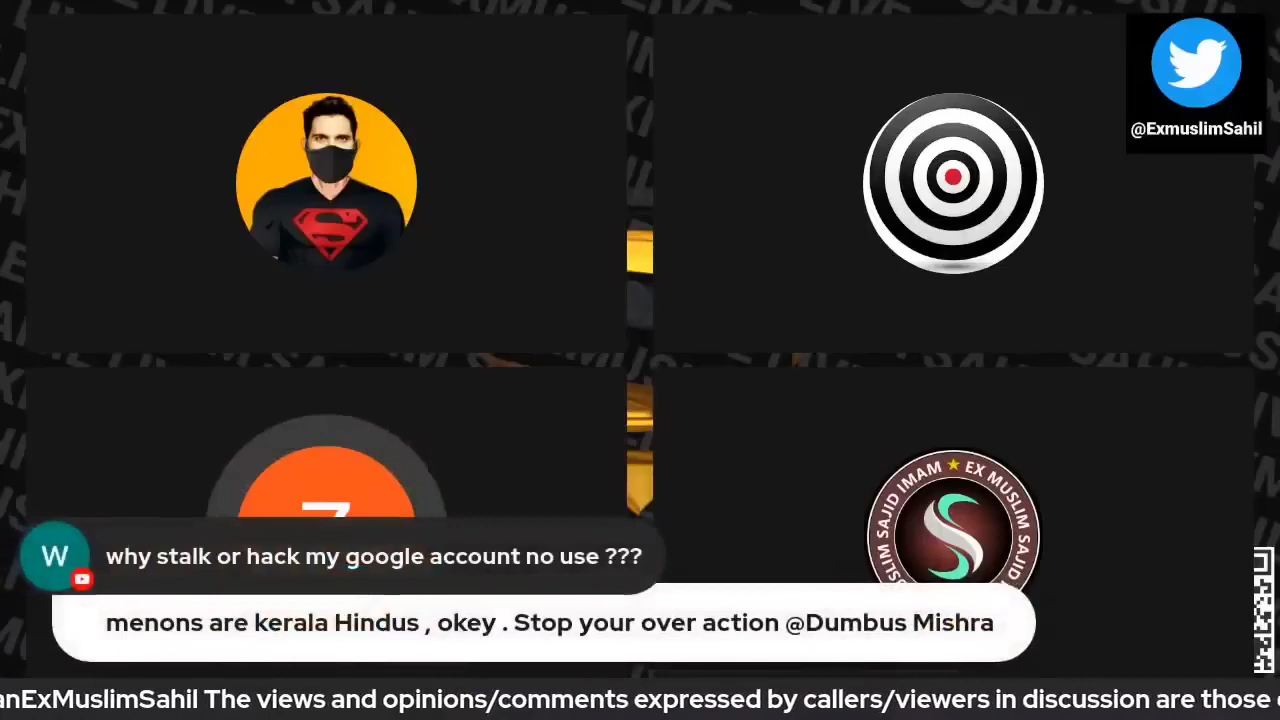 @ExmuslimSahil
EX MUSLIM SAJID IMAM
Z
W
why stalk or hack my google account no use ???
menons are kerala Hindus , okey . Stop your over action @Dumbus Mishra
anExMuslimSahil The views and opinions/comments expressed by callers/viewers in discussion are those